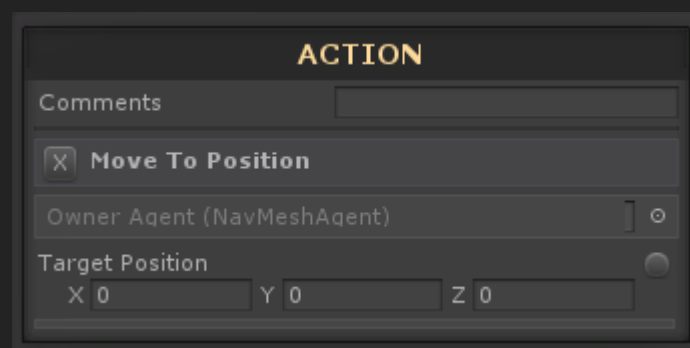 ACTION
Comments
X Move To Position
Owner Agent (NavMeshAgent)
Target Position
X 0 Y 0 Z 0